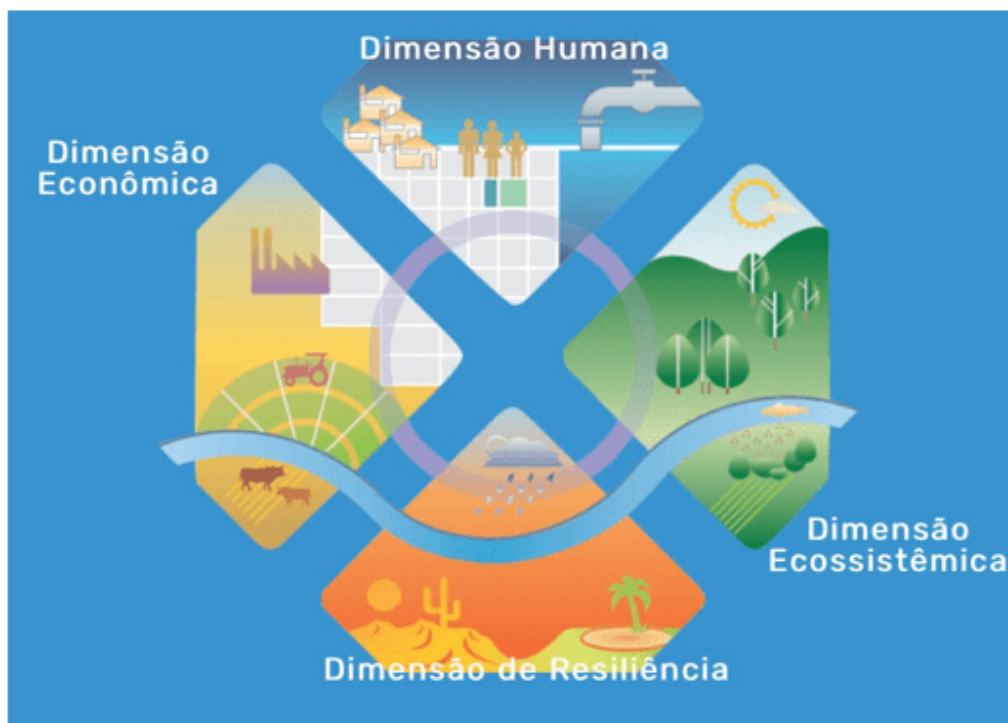 Dimensão Humana
Dimensão
Econômica
Dimensão
Ecossistêmica
Dimensão de Resiliência